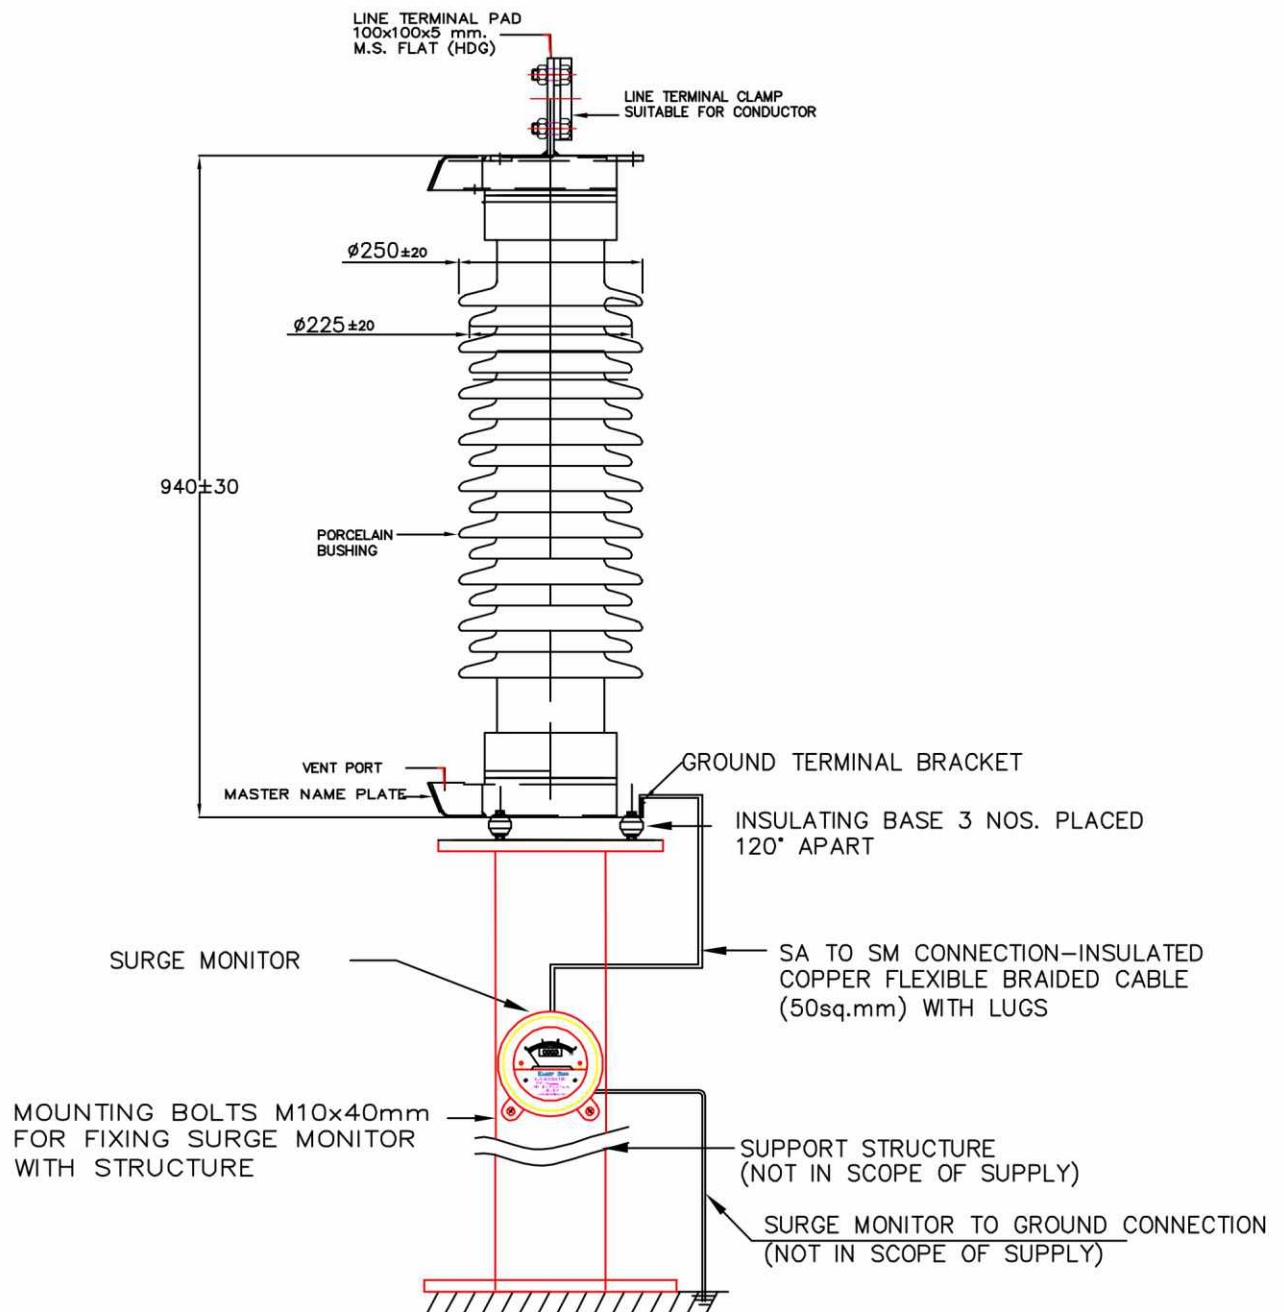 LINE TERMINAL PAD
100x100x5 mm.
M.S. FLAT (HDG)
LINE TERMINAL CLAMP
SUITABLE FOR CONDUCTOR
ø250±20
ø225±20
940±30
PORCELAIN
BUSHING
VENT PORT
MASTER NAME PLATE
GROUND TERMINAL BRACKET
INSULATING BASE 3 NOS. PLACED
120° APART
SURGE MONITOR
SA TO SM CONNECTION-INSULATED
COPPER FLEXIBLE BRAIDED CABLE
(50sq.mm) WITH LUGS
MOUNTING BOLTS M10x40mm
FOR FIXING SURGE MONITOR
WITH STRUCTURE
SUPPORT STRUCTURE
(NOT IN SCOPE OF SUPPLY)
SURGE MONITOR TO GROUND CONNECTION
(NOT IN SCOPE OF SUPPLY)